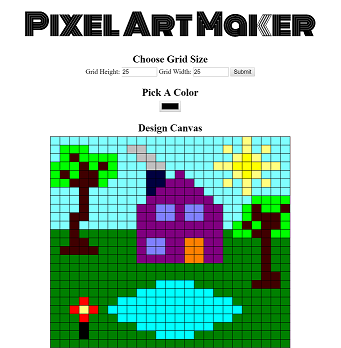 Pixel Art Maker
Choose Grid Size
Grid Height: 25 Grid Width: 25 Submit
Pick A Color
Design Canvas